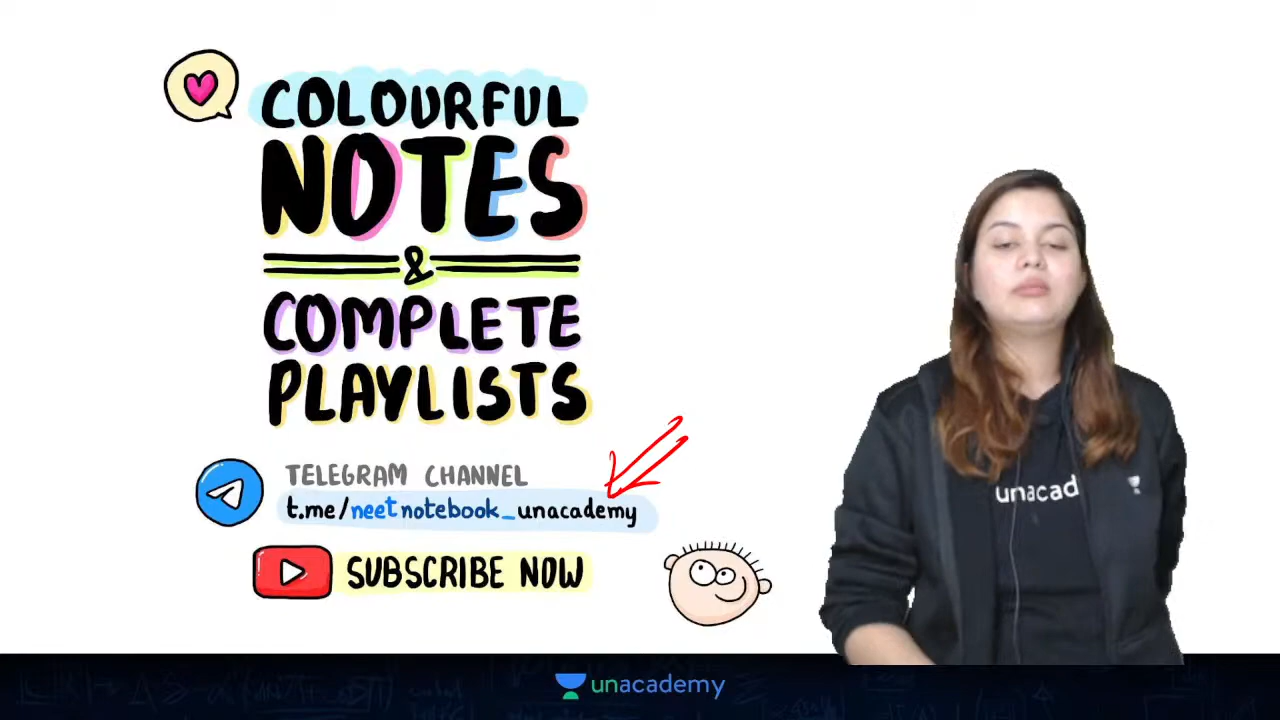 COLOURFUL
NOTES
&
COMPLETE
PLAYLISTS
TELEGRAM CHANNEL
t.me/neetnotebook_unacademy
SUBSCRIBE NOW
unacad
unacademy